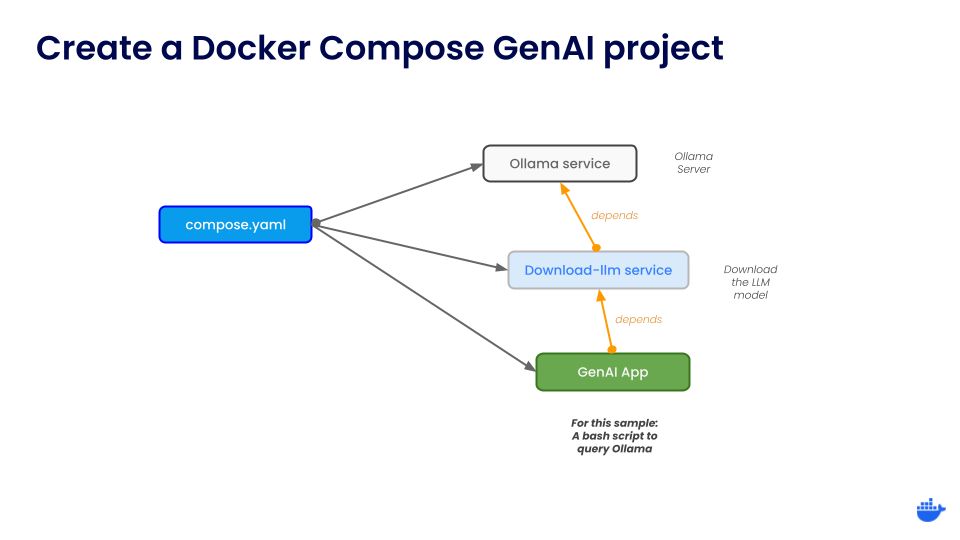 Create a Docker Compose GenAI project
Ollama service
Ollama
Server
compose.yaml
depends
Download-llm service
Download
the LLM
model
depends
GenAI App
For this sample:
A bash script to
query Ollama